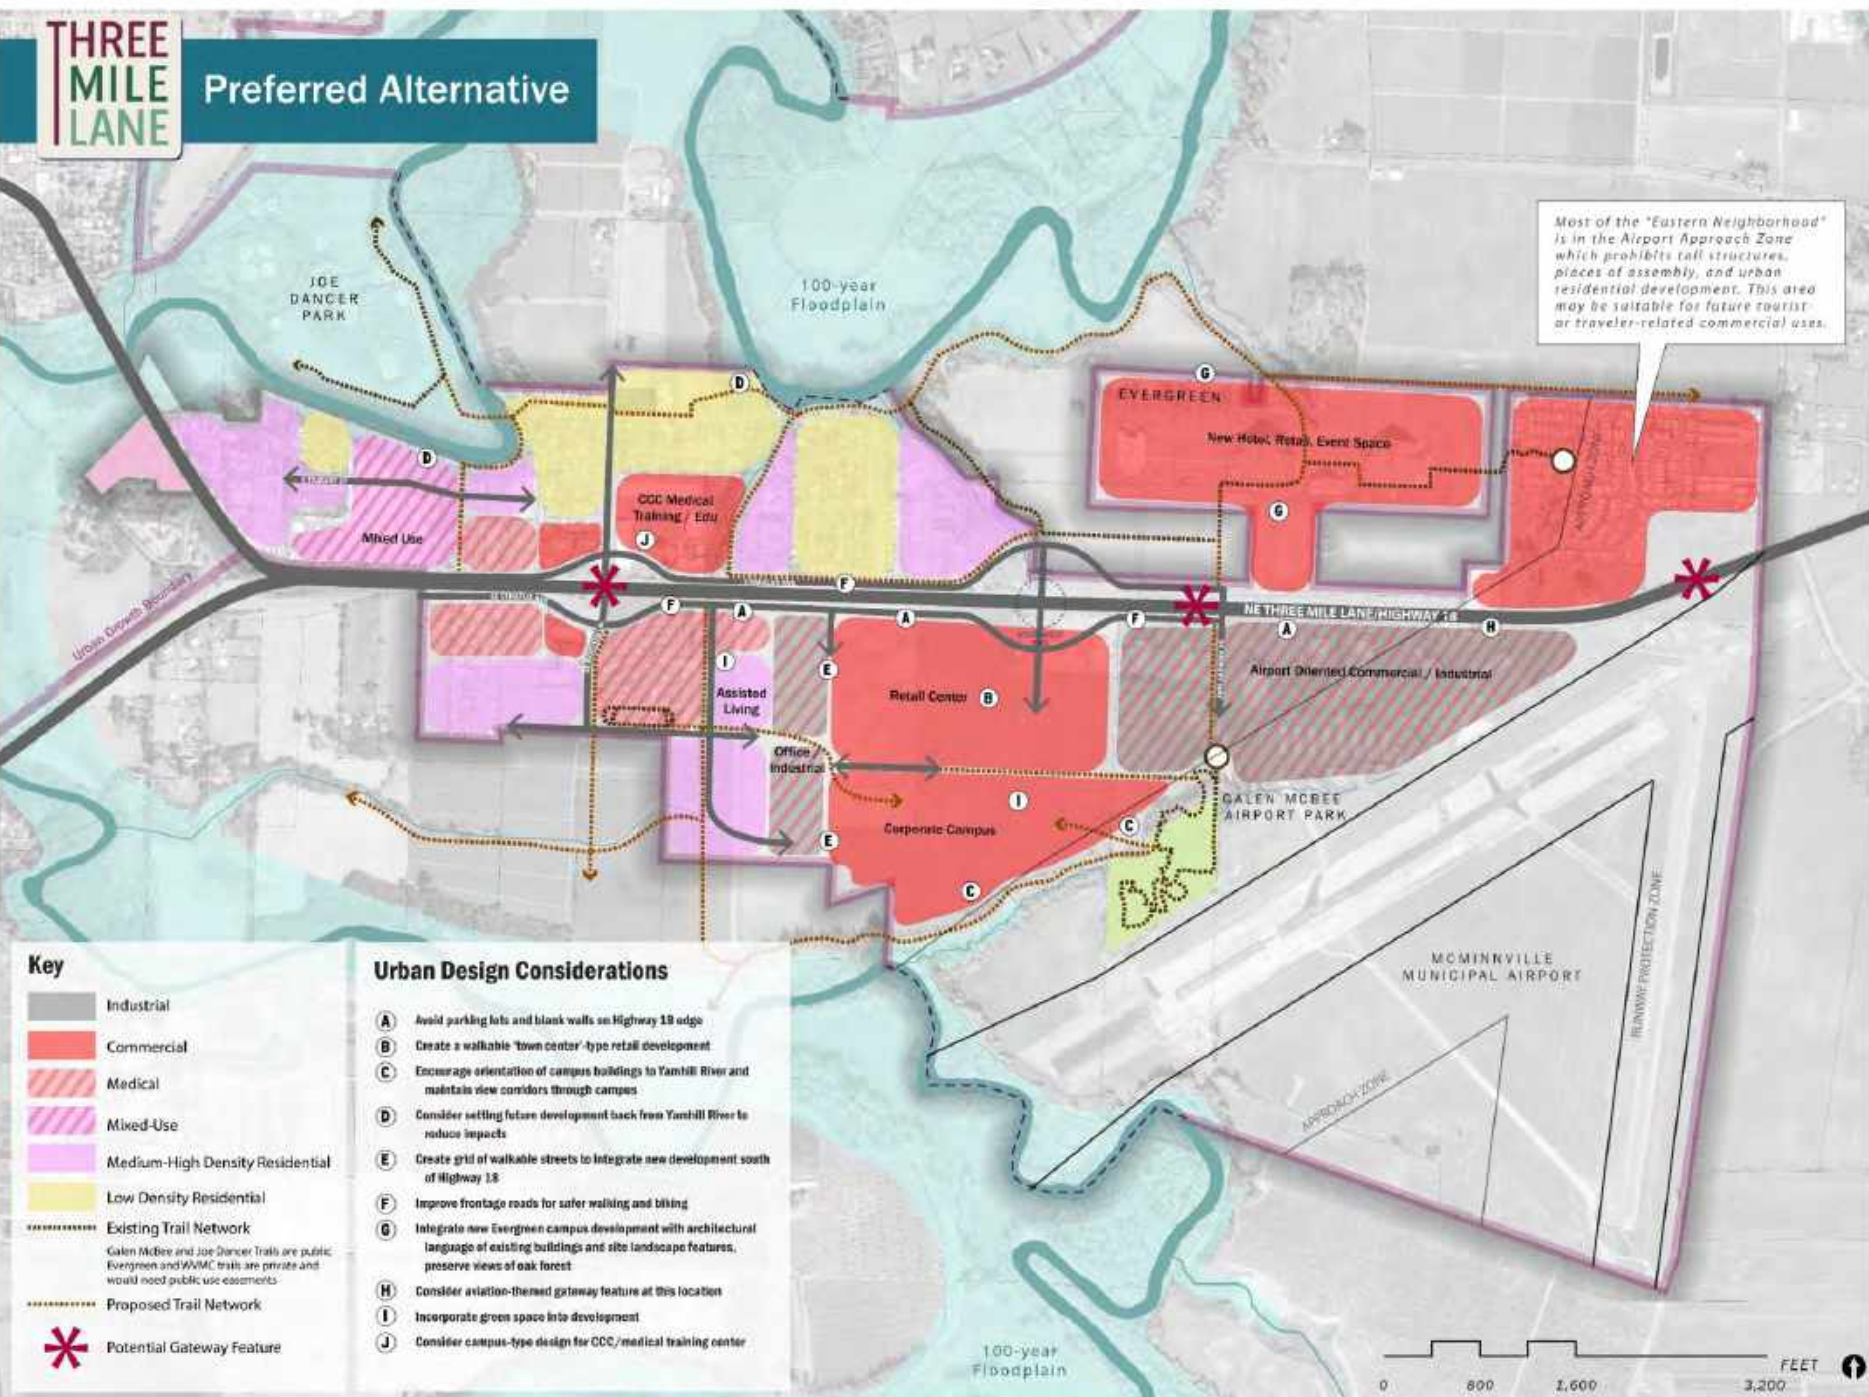 THREE
MILE
LANE
Preferred Alternative
Most of the "Eastern Neighborhood"
is in the Airport Approach Zone
which prohibits tall structures,
places of assembly, and urban
residential development. This area
may be suitable for future tourist
or traveler-related commercial uses.
JOE
DANCER
PARK
100-year
Floodplain
D
G
EVERGREEN
New Hotel, Retail, Event Space
APPROACH ZONE
D
CCC Medical
Training / Edu
G
Mixed Use
J
F
Urban Growth Boundary
NE THREE MILE LANE/HIGHWAY 18
F
A
A
F
A
H
I
E
Airport Oriented Commercial / Industrial
Assisted
Living
Retail Center
B
Office /
Industrial
I
GALEN MCBEE
AIRPORT PARK
Corporate Campus
C
E
C
MCMINNVILLE
MUNICIPAL AIRPORT
RUNWAY PROTECTION ZONE
APPROACH ZONE
Key
Industrial
Commercial
Medical
Mixed-Use
Medium-High Density Residential
Low Density Residential
Existing Trail Network
Galen McBee and Joe Dancer Trails are public
Evergreen and WVMC trails are private and
would need public use easements
Proposed Trail Network
Potential Gateway Feature
Urban Design Considerations
A Avoid parking lots and blank walls on Highway 18 edge
B Create a walkable 'town center'-type retail development
C Encourage orientation of campus buildings to Yamhill River and
maintain view corridors through campus
D Consider setting future development back from Yamhill River to
reduce impacts
E Create grid of walkable streets to integrate new development south
of Highway 18
F Improve frontage roads for safer walking and biking
G Integrate new Evergreen campus development with architectural
language of existing buildings and site landscape features,
preserve views of oak forest
H Consider aviation-themed gateway feature at this location
I Incorporate green space into development
J Consider campus-type design for CCC/medical training center
100-year
Floodplain
FEET
0 800 1,600 3,200